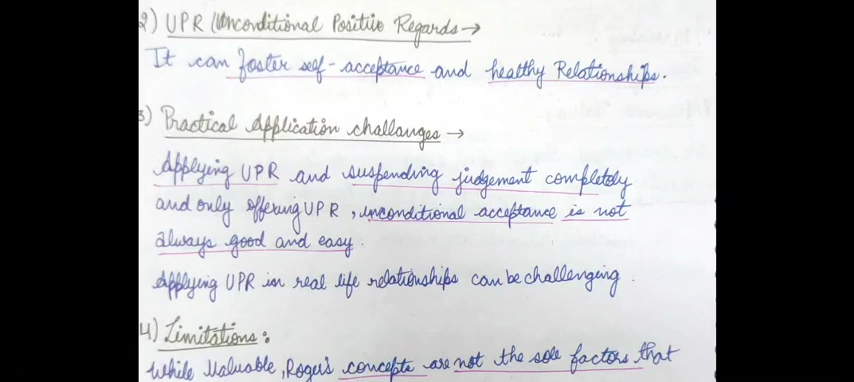 2) UPR (Unconditional Positive Regards →
It can foster self-acceptance and healthy Relationships.
3) Practical Application challanges →
Applying UPR and suspending judgement completely
and only offering UPR, unconditional acceptance is not
always good and easy.
Applying UPR in real life relationships can be challenging.
4) Limitations:
While Valuable, Roger's concepts are not the sole factors that